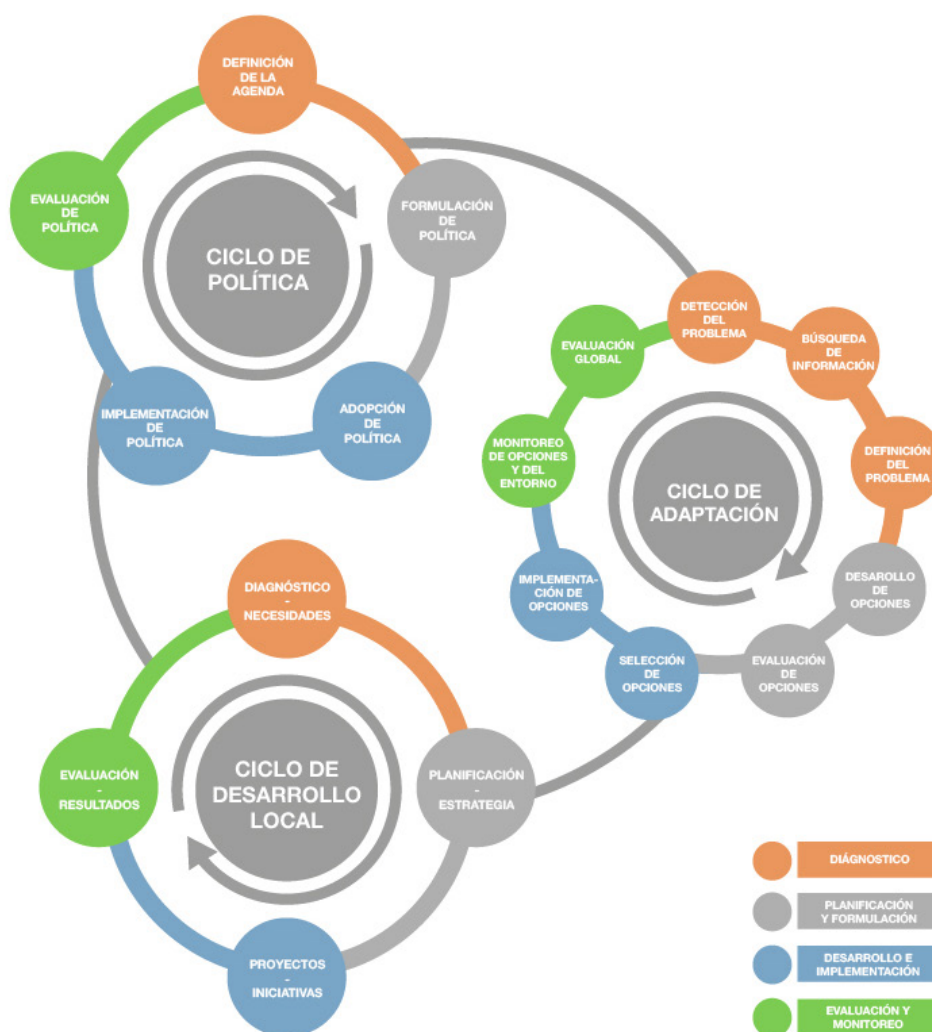 DEFINICIÓN
DE LA
AGENDA
FORMULACIÓN
DE
POLÍTICA
ADOPCIÓN
DE
POLÍTICA
IMPLEMENTACIÓN
DE
POLÍTICA
EVALUACIÓN
DE
POLÍTICA
CICLO DE
POLÍTICA
DETECCIÓN
DEL
PROBLEMA
BÚSQUEDA
DE
INFORMACIÓN
DEFINICIÓN
DEL
PROBLEMA
DESAROLLO
DE
OPCIONES
EVALUACIÓN
DE
OPCIONES
SELECCIÓN
DE
OPCIONES
IMPLEMENTA-
CIÓN DE
OPCIONES
MONITOREO
DE OPCIONES
Y DEL
ENTORNO
EVALUACIÓN
GLOBAL
CICLO DE
ADAPTACIÓN
DIAGNÓSTICO
-
NECESIDADES
PLANIFICACIÓN
-
ESTRATEGIA
PROYECTOS
-
INICIATIVAS
EVALUACIÓN
-
RESULTADOS
CICLO DE
DESARROLLO
LOCAL
DIÁGNOSTICO
PLANIFICACIÓN
Y FORMULACIÓN
DESARROLLO E
IMPLEMENTACIÓN
EVALUACIÓN Y
MONITOREO